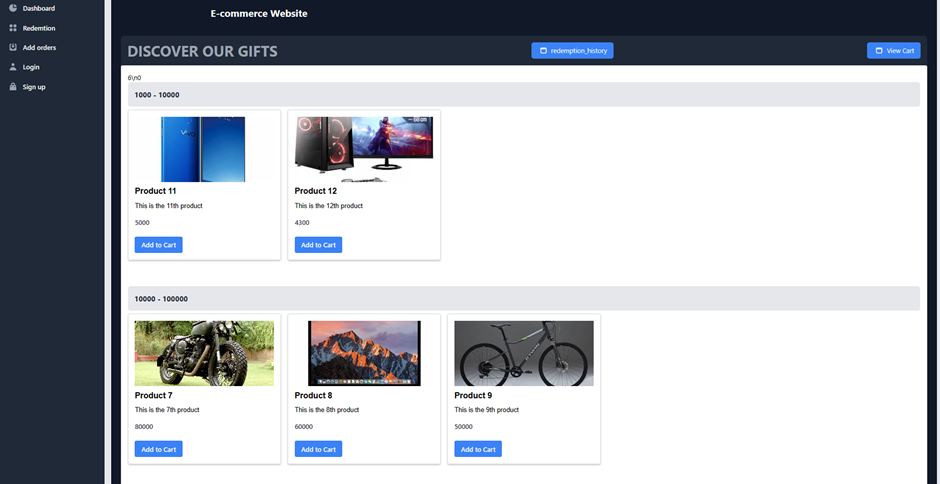 Dashboard
Redemtion
Add orders
Login
Sign up
E-commerce Website
DISCOVER OUR GIFTS
redemption_history
View Cart
6\n0
1000 - 10000
Product 11
This is the 11th product
5000
Add to Cart
Product 12
This is the 12th product
4300
Add to Cart
10000 - 100000
Product 7
This is the 7th product
80000
Add to Cart
Product 8
This is the 8th product
60000
Add to Cart
Product 9
This is the 9th product
50000
Add to Cart